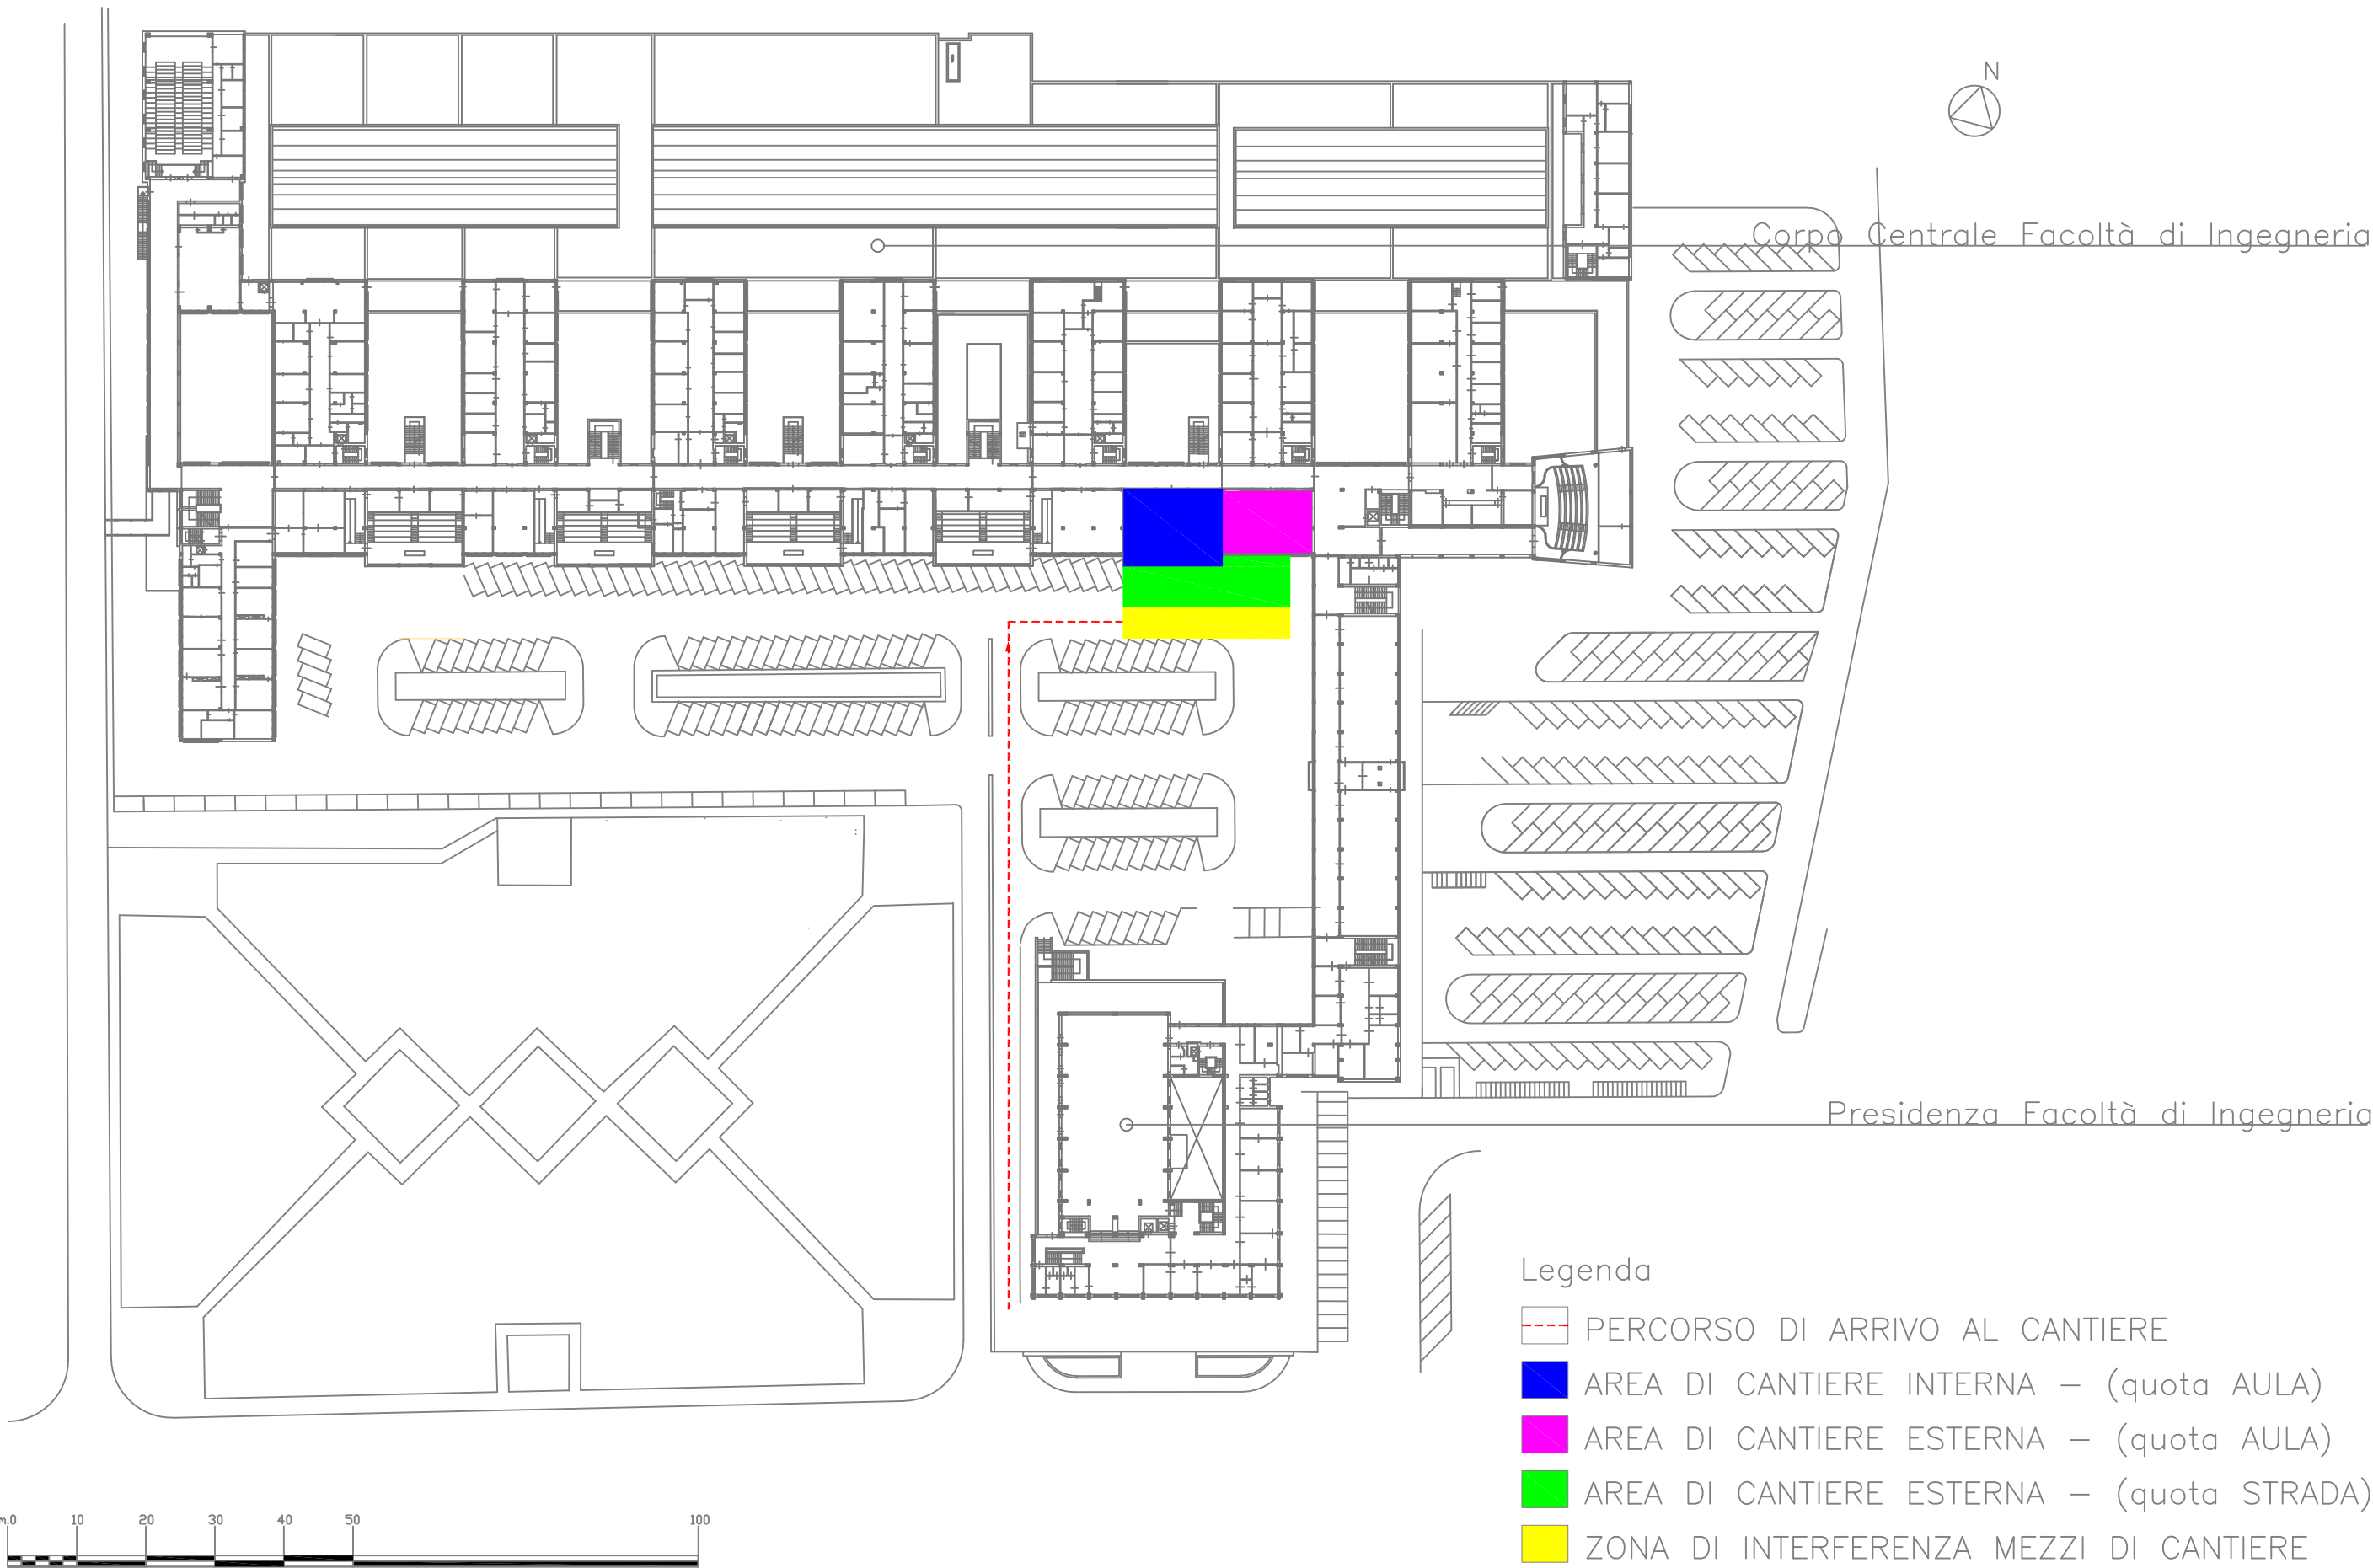 N
Corpo Centrale Facoltà di Ingegneria
Presidenza Facoltà di Ingegneria
Legenda
PERCORSO DI ARRIVO AL CANTIERE
AREA DI CANTIERE INTERNA – (quota AULA)
AREA DI CANTIERE ESTERNA – (quota AULA)
AREA DI CANTIERE ESTERNA – (quota STRADA)
ZONA DI INTERFERENZA MEZZI DI CANTIERE
m.0 10 20 30 40 50 100